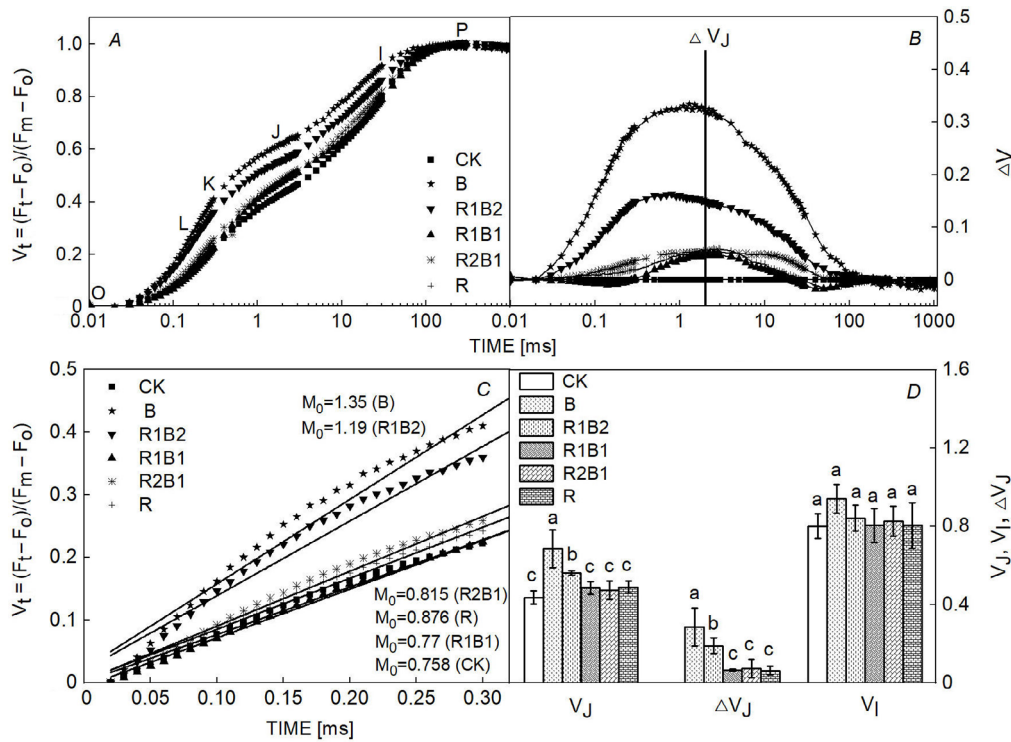 A
P
I
J
K
L
O
1.0
0.8
0.6
0.4
0.2
0
V_t = (F_t – F_o)/(F_m – F_o)
0.01 0.1 1 10 100
CK
B
R1B2
R1B1
R2B1
R
B
△ V_J
0.5
0.4
0.3
0.2
0.1
0
ΔV
0.01 0.1 1 10 100 1000
TIME [ms]
C
0.5
0.4
0.3
0.2
0.1
0
V_t = (F_t – F_o)/(F_m – F_o)
CK
B
R1B2
R1B1
R2B1
R
M_0=1.35 (B)
M_0=1.19 (R1B2)
M_0=0.815 (R2B1)
M_0=0.876 (R)
M_0=0.77 (R1B1)
M_0=0.758 (CK)
0.05 0.10 0.15 0.20 0.25 0.30
TIME [ms]
D
CK
B
R1B2
R1B1
R2B1
R
c a b c c c
a b c c c
a a a a a a
1.6
1.2
0.8
0.4
0
V_J, V_I, △V_J
V_J △V_J V_I